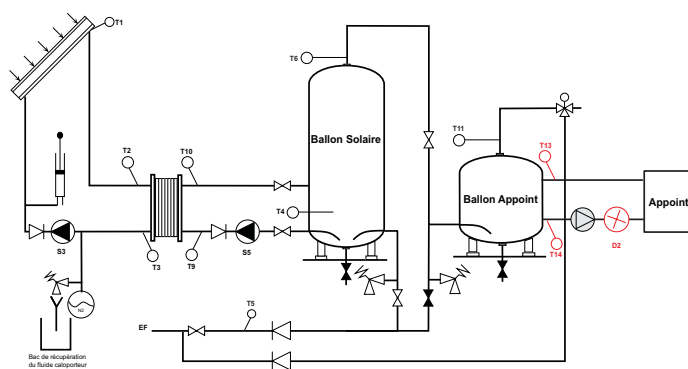 T1
T6
T11
T13
T2
T10
Ballon Solaire
Ballon Appoint
Appoint
T4
S3
T3
T9
S5
T14
D2
N2
T5
EF
Bac de récupération
du fluide caloporteur